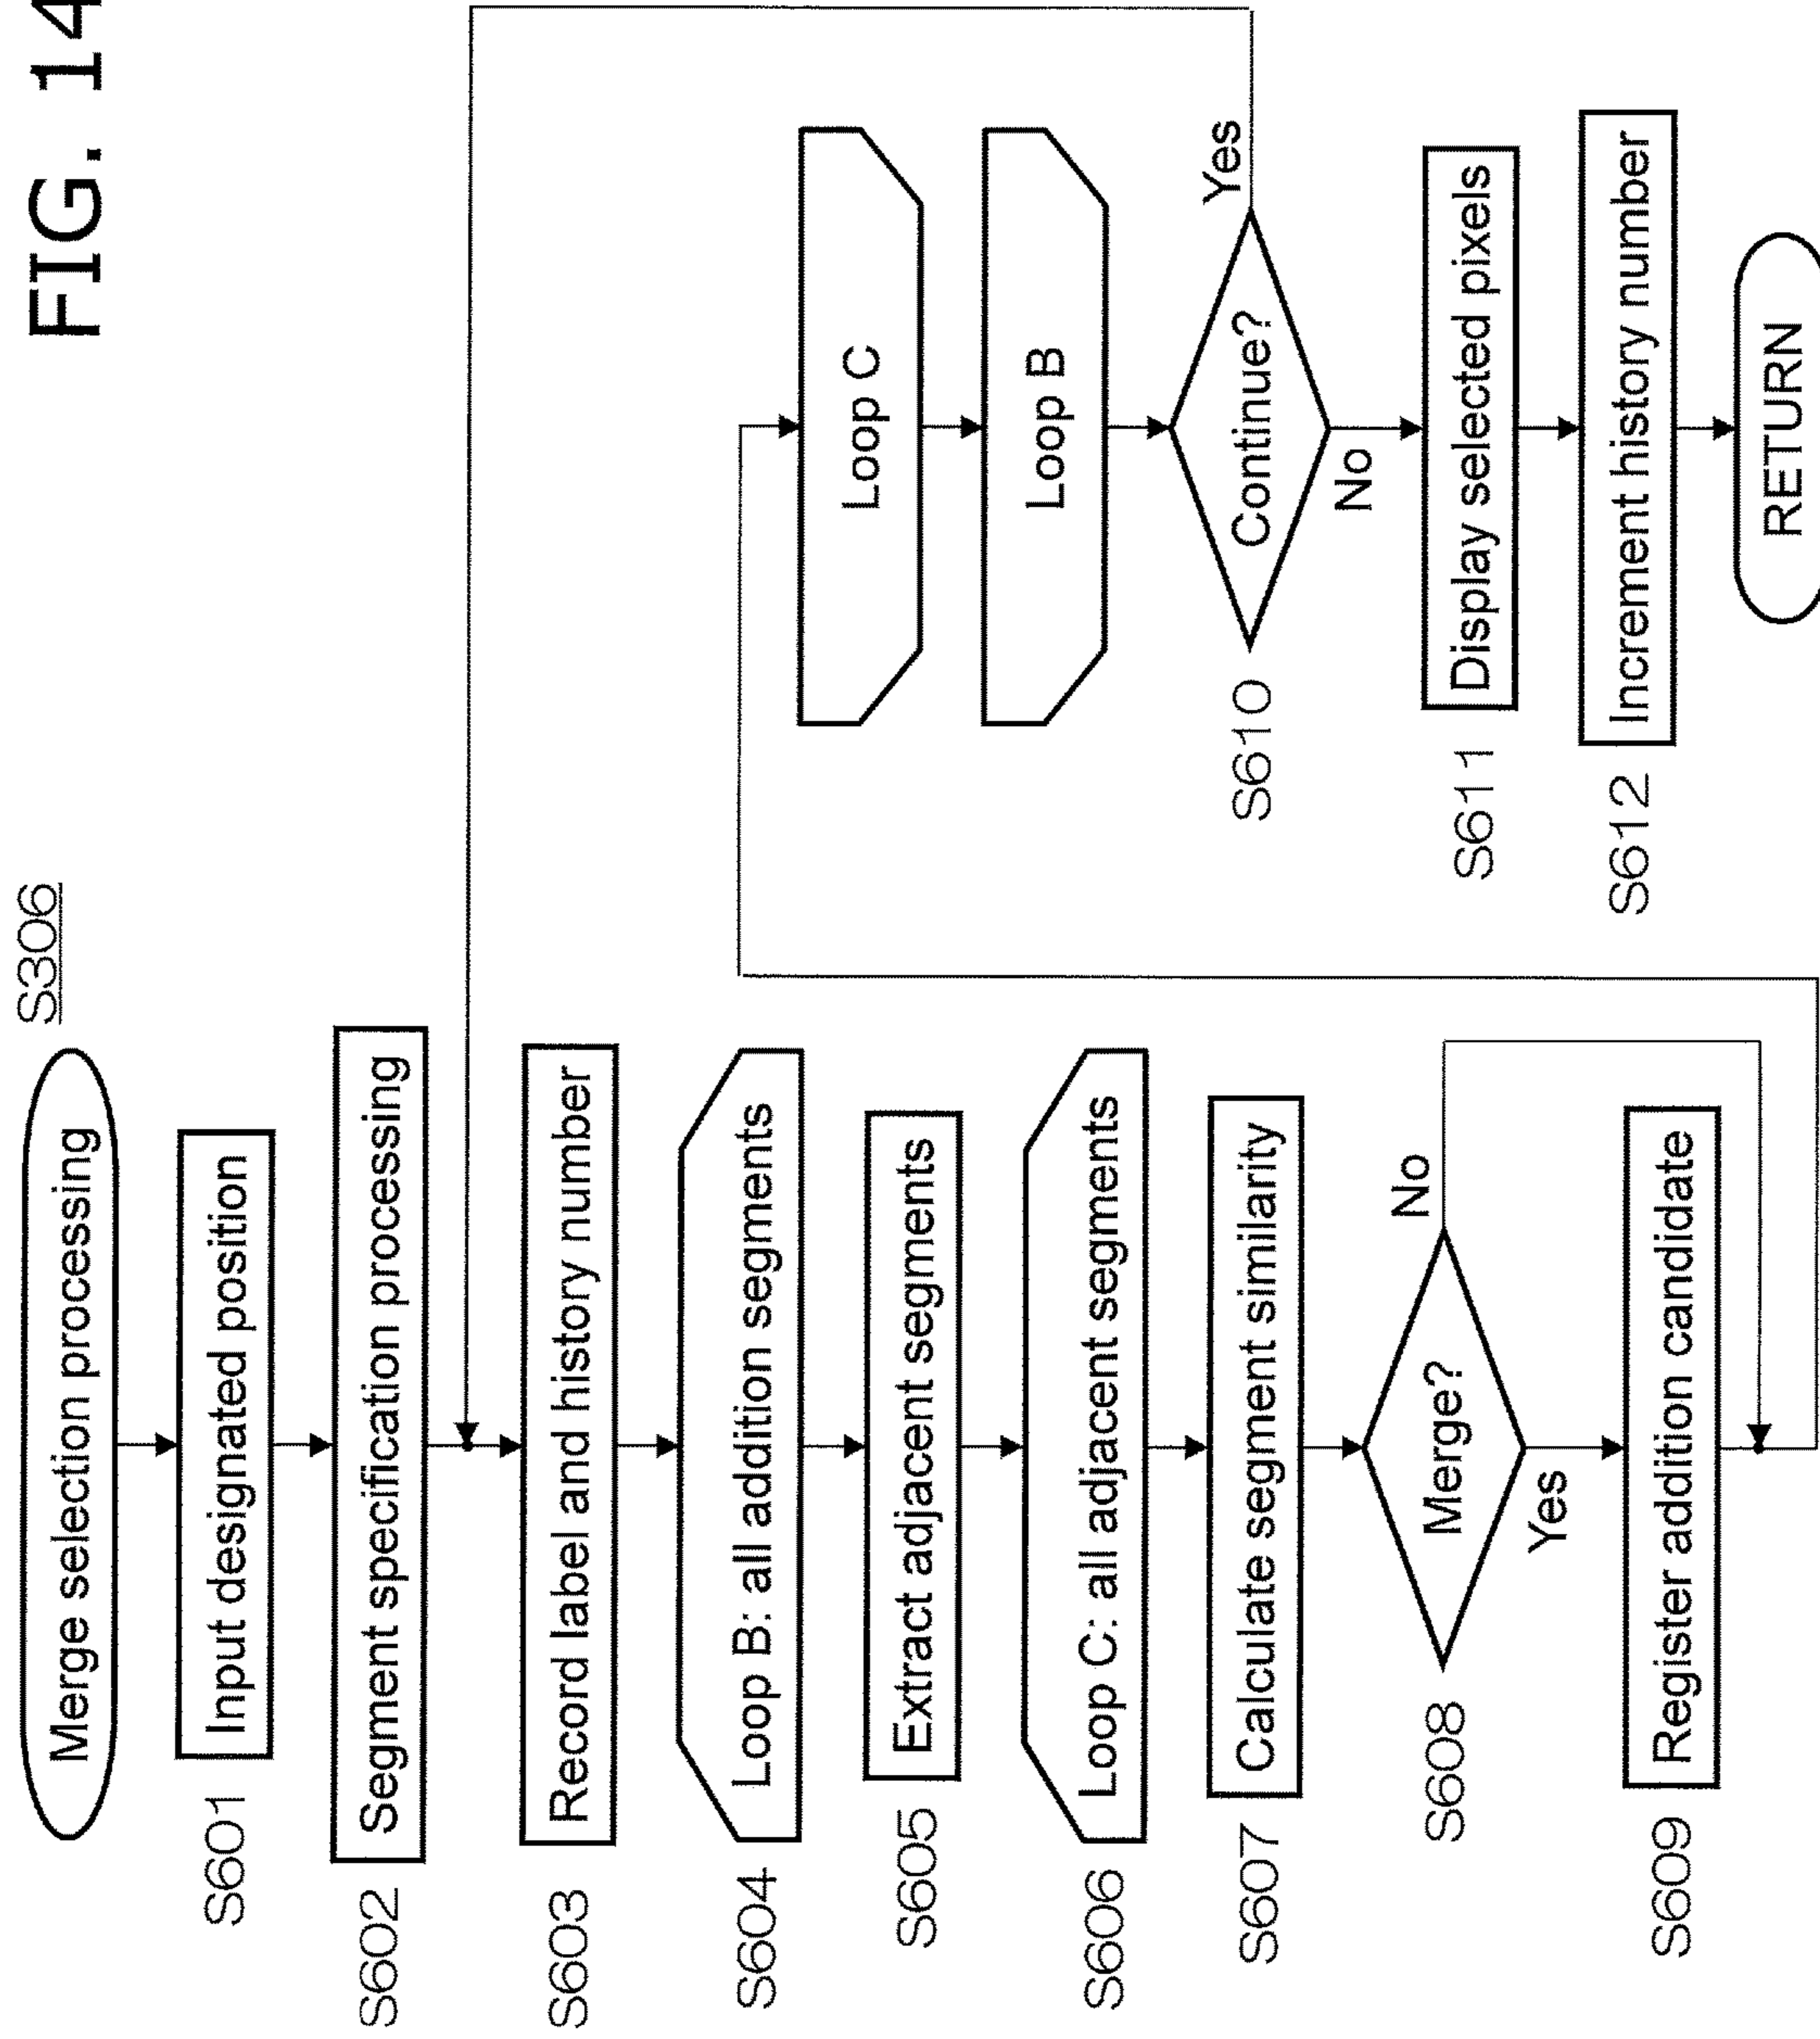 FIG. 14
S306
Merge selection processing
S601
Input designated position
S602
Segment specification processing
S603
Record label and history number
S604
Loop B: all addition segments
S605
Extract adjacent segments
S606
Loop C: all adjacent segments
S607
Calculate segment similarity
S608
Merge?
No
Yes
S609
Register addition candidate
Loop C
Loop B
S610
Continue?
Yes
No
S611
Display selected pixels
S612
Increment history number
RETURN